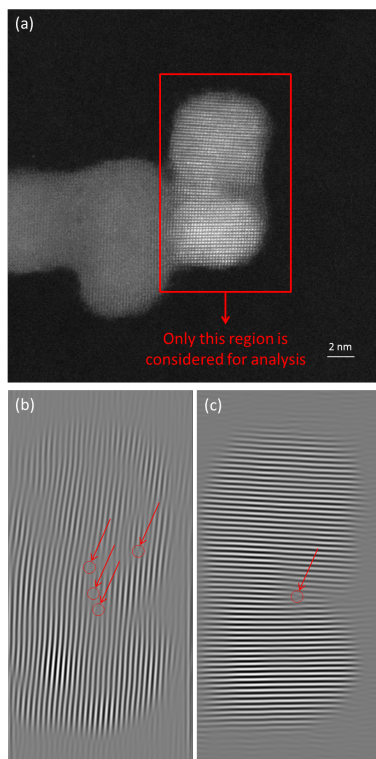 (a)
Only this region is
considered for analysis
2 nm
(b)
(c)